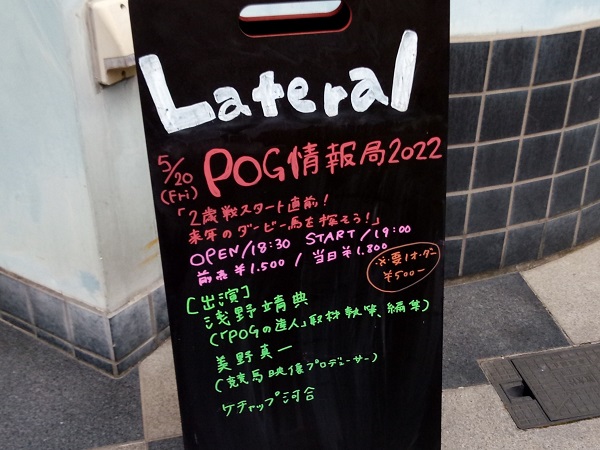 Lateral
5/20 (Fri) POG情報局2022
「2歳戦スタート直前!
来年のダービー馬を探そう!」
OPEN/18:30 START/19:00
前売¥1.500/当日¥1.800
※要1オーダー
¥500ー
[出演]
浅野靖典
(「POGの達人」取材執筆、編集)
美野真一
(競馬映像プロデューサー)
ケチャップ河合